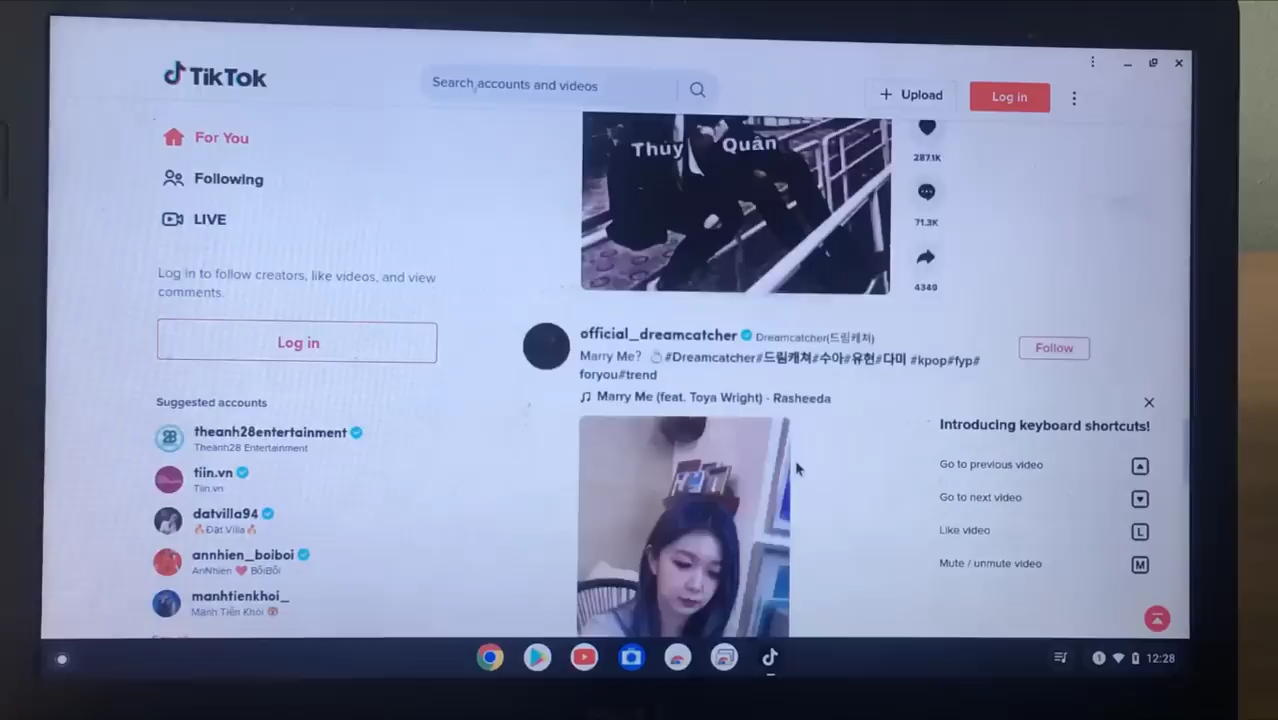 TikTok
Search accounts and videos
Upload
Log in
For You
Following
LIVE
Log in to follow creators, like videos, and view
comments.
Log in
Suggested accounts
theanh28entertainment
Theanh28 Entertainment
tiin.vn
Tiin.vn
datvilla94
🔥Đạt Villa🔥
annhien_boiboi
AnNhien ❤️ BốiBối
manhtienkhoi_
Mạnh Tiến Khôi
Thúy Quân
287.1K
71.3K
4349
official_dreamcatcher Dreamcatcher(드림캐쳐)
Follow
Marry Me? 💍#Dreamcatcher#드림캐쳐#수아#유현#다미 #kpop#fyp#
foryou#trend
Marry Me (feat. Toya Wright) - Rasheeda
Introducing keyboard shortcuts!
Go to previous video
Go to next video
Like video L
Mute / unmute video M
1 12:28